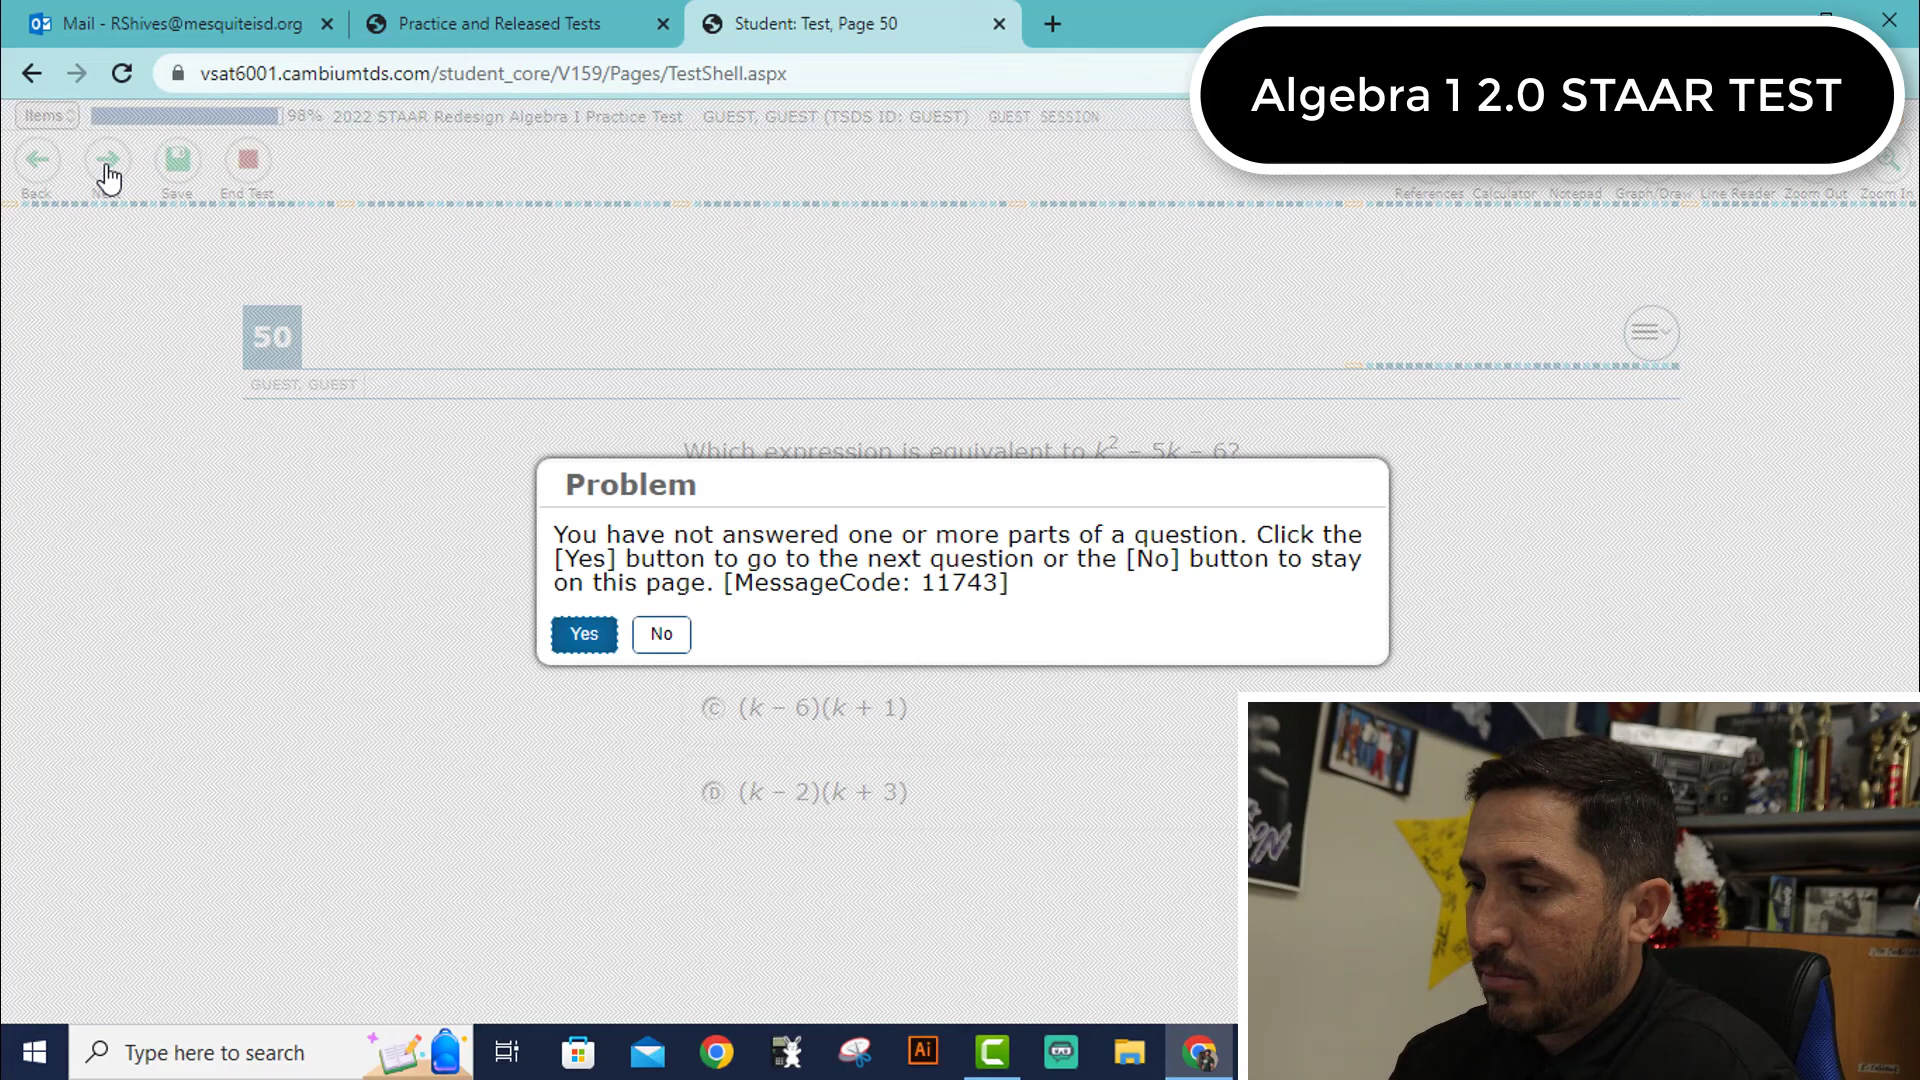 Mail - RShives@mesquiteisd.org
Practice and Released Tests
Student: Test, Page 50
vsat6001.cambiumtds.com/student_core/V159/Pages/TestShell.aspx
Algebra 1 2.0 STAAR TEST
Items
98%
2022 STAAR Redesign Algebra I Practice Test
GUEST, GUEST (TSDS ID: GUEST)
GUEST SESSION
Back
Save
End Test
References
Calculator
Notepad
Graph/Draw
Line Reader
Zoom Out
Zoom In
50
GUEST, GUEST
Which expression is equivalent to k² – 5k – 6?
Problem
You have not answered one or more parts of a question. Click the
[Yes] button to go to the next question or the [No] button to stay
on this page. [MessageCode: 11743]
Yes
No
C (k – 6)(k + 1)
D (k – 2)(k + 3)
Type here to search
Ai